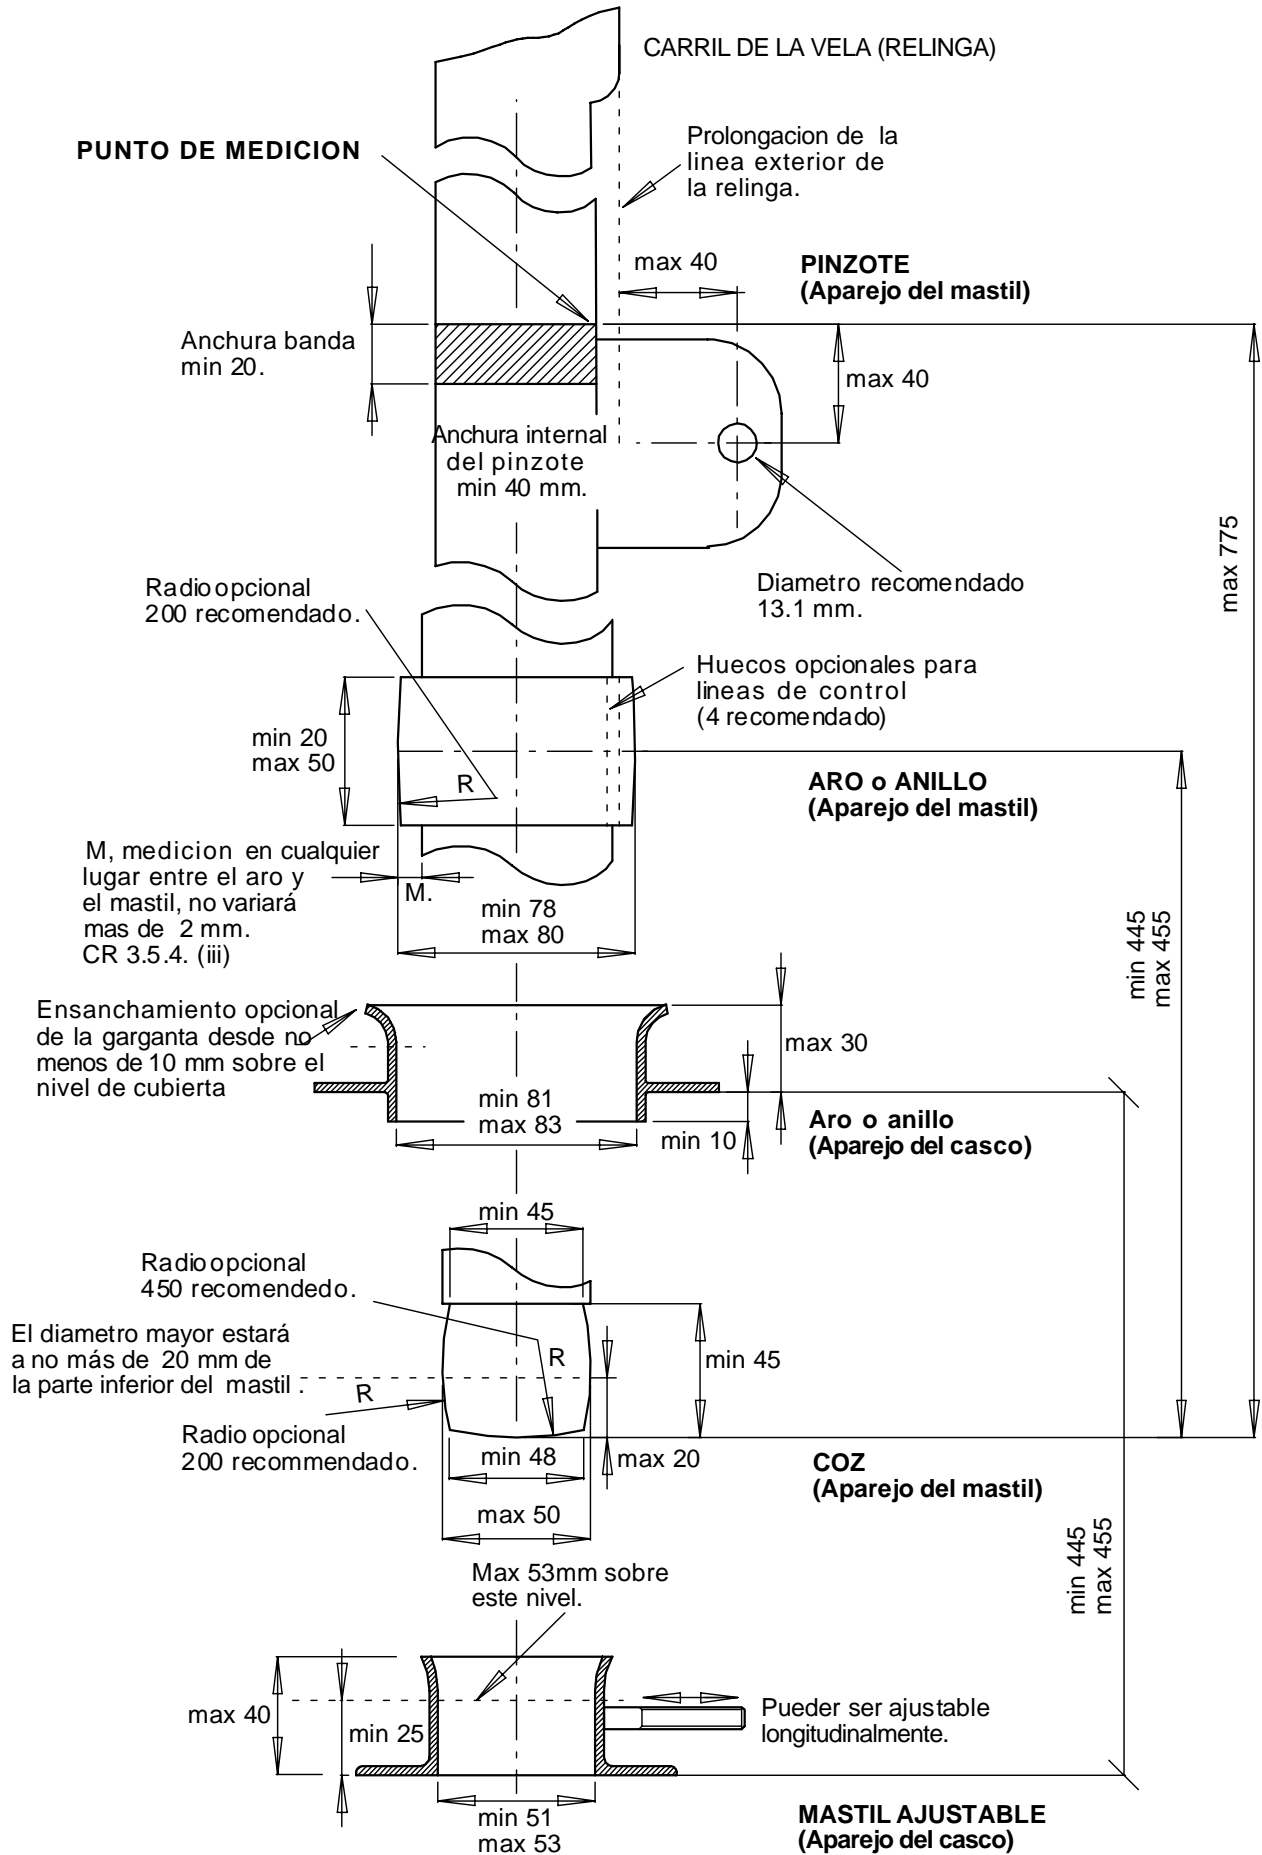 CARRIL DE LA VELA (RELINGA)
PUNTO DE MEDICION
Prolongacion de la
linea exterior de
la relinga.
max 40
PINZOTE
(Aparejo del mastil)
Anchura banda
min 20.
max 40
Anchura internal
del pinzote
min 40 mm.
max 775
Radio opcional
200 recomendado.
Diametro recomendado
13.1 mm.
Huecos opcionales para
lineas de control
(4 recomendado)
min 20
max 50
R
ARO o ANILLO
(Aparejo del mastil)
M, medicion en cualquier
lugar entre el aro y
el mastil, no variará
mas de 2 mm.
CR 3.5.4. (iii)
M.
min 78
max 80
min 445
max 455
Ensanchamiento opcional
de la garganta desde no
menos de 10 mm sobre el
nivel de cubierta
max 30
min 81
max 83
min 10
Aro o anillo
(Aparejo del casco)
min 45
Radio opcional
450 recomendedo.
El diametro mayor estará
a no más de 20 mm de
la parte inferior del mastil .
R
R
min 45
Radio opcional
200 recommendado.
min 48
max 20
COZ
(Aparejo del mastil)
max 50
min 445
max 455
Max 53mm sobre
este nivel.
max 40
min 25
Pueder ser ajustable
longitudinalmente.
min 51
max 53
MASTIL AJUSTABLE
(Aparejo del casco)